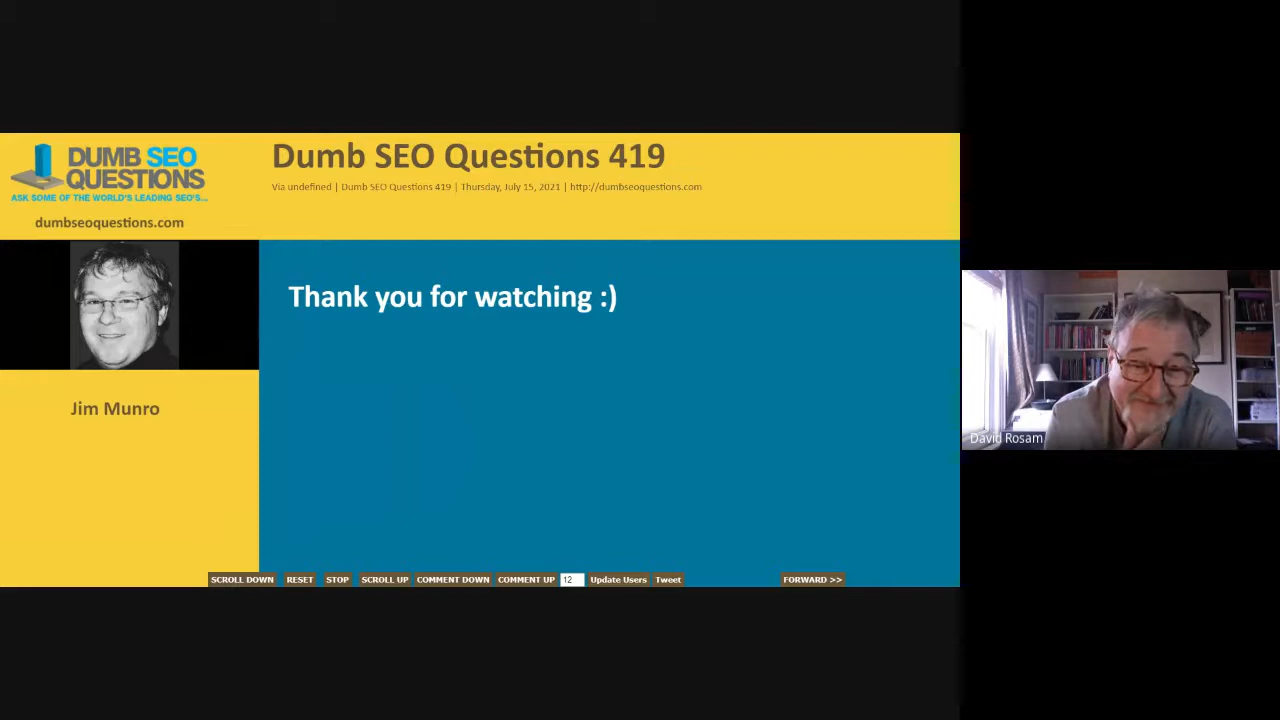 DUMB SEO
QUESTIONS
ASK SOME OF THE WORLD'S LEADING SEO'S...
dumbseoquestions.com
Dumb SEO Questions 419
Via undefined | Dumb SEO Questions 419 | Thursday, July 15, 2021 | http://dumbseoquestions.com
Jim Munro
Thank you for watching :)
David Rosam
SCROLL DOWN RESET STOP SCROLL UP COMMENT DOWN COMMENT UP 12 Update Users Tweet FORWARD >>